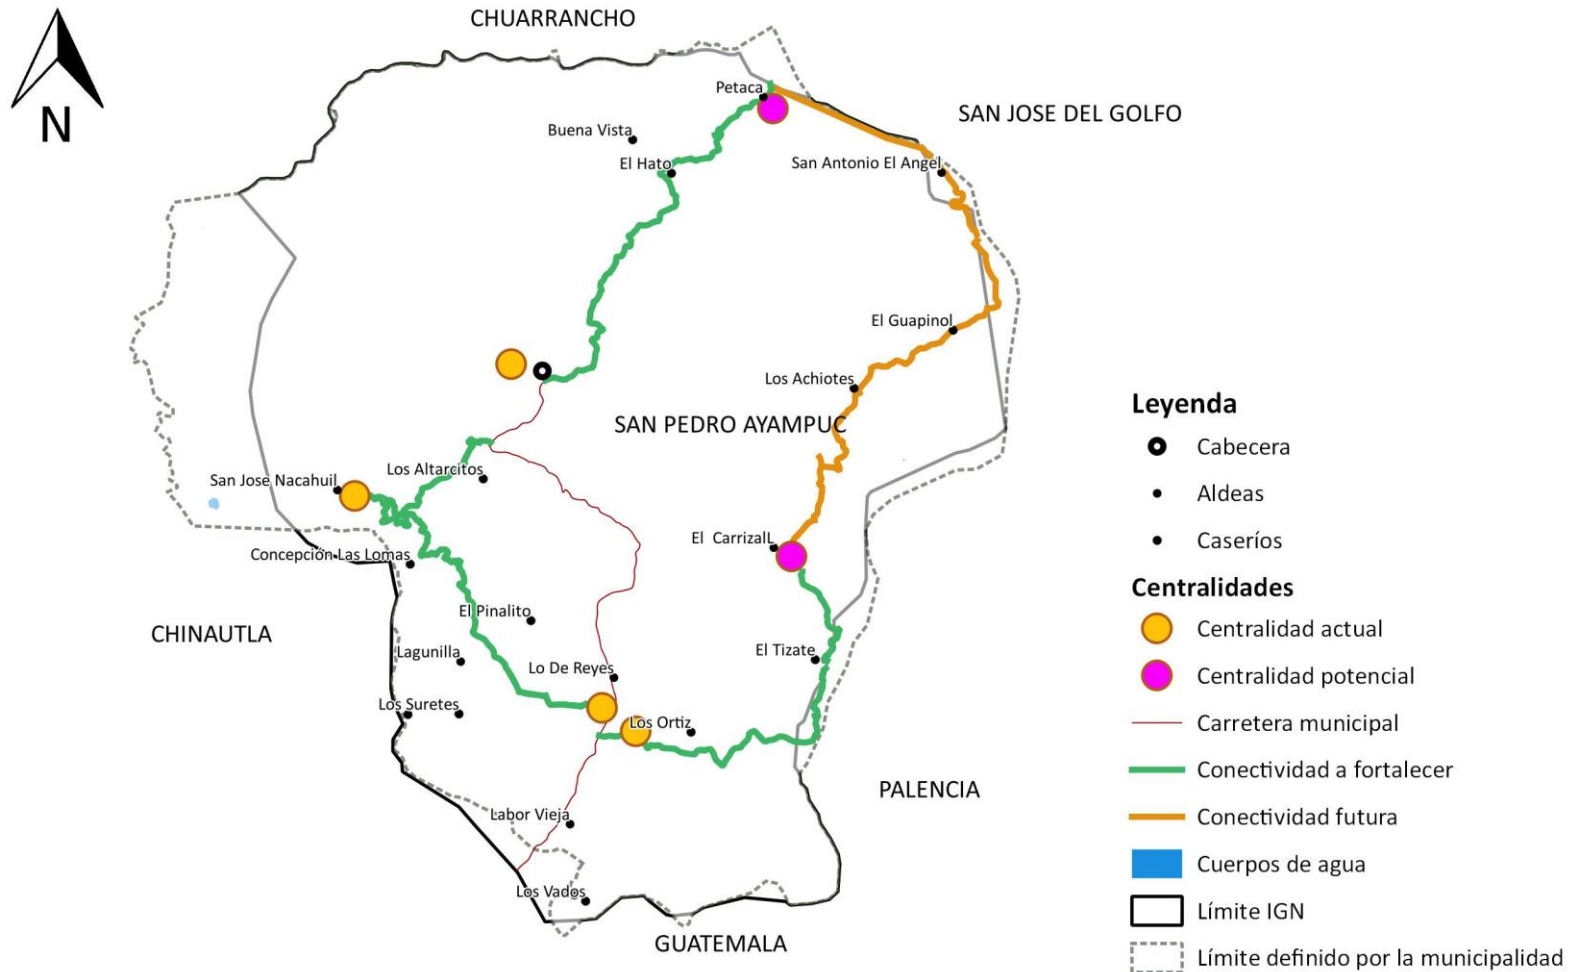 CHUARRANCHO
N
Petaca
SAN JOSE DEL GOLFO
Buena Vista
El Hato
San Antonio El Angel
El Guapinol
Los Achiotes
SAN PEDRO AYAMPUC
Los Altarcitos
San Jose Nacahuil
El CarrizalL
Concepción Las Lomas
El Pinalito
CHINAUTLA
Lagunilla
El Tizate
Lo De Reyes
Los Suretes
Los Ortiz
PALENCIA
Labor Vieja
Los Vados
GUATEMALA
Leyenda
Cabecera
Aldeas
Caseríos
Centralidades
Centralidad actual
Centralidad potencial
Carretera municipal
Conectividad a fortalecer
Conectividad futura
Cuerpos de agua
Límite IGN
Límite definido por la municipalidad